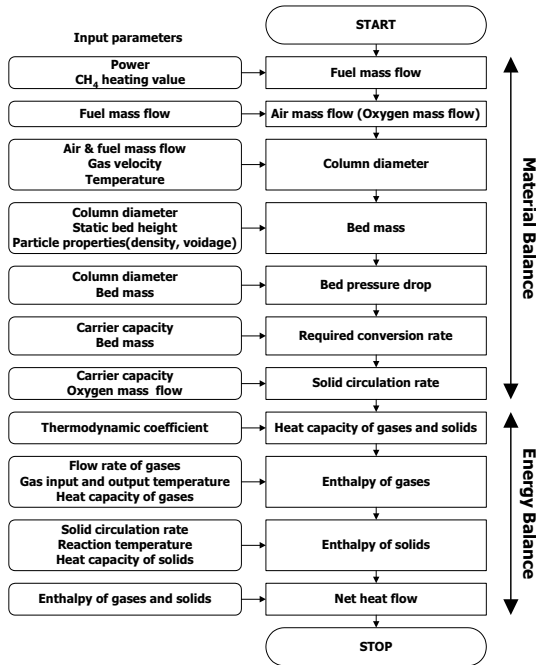 START
Input parameters
Power
CH4 heating value
Fuel mass flow
Fuel mass flow
Air mass flow (Oxygen mass flow)
Air & fuel mass flow
Gas velocity
Temperature
Column diameter
Column diameter
Static bed height
Particle properties(density, voidage)
Bed mass
Column diameter
Bed mass
Bed pressure drop
Carrier capacity
Bed mass
Required conversion rate
Carrier capacity
Oxygen mass flow
Solid circulation rate
Material Balance
Thermodynamic coefficient
Heat capacity of gases and solids
Flow rate of gases
Gas input and output temperature
Heat capacity of gases
Enthalpy of gases
Solid circulation rate
Reaction temperature
Heat capacity of solids
Enthalpy of solids
Enthalpy of gases and solids
Net heat flow
Energy Balance
STOP